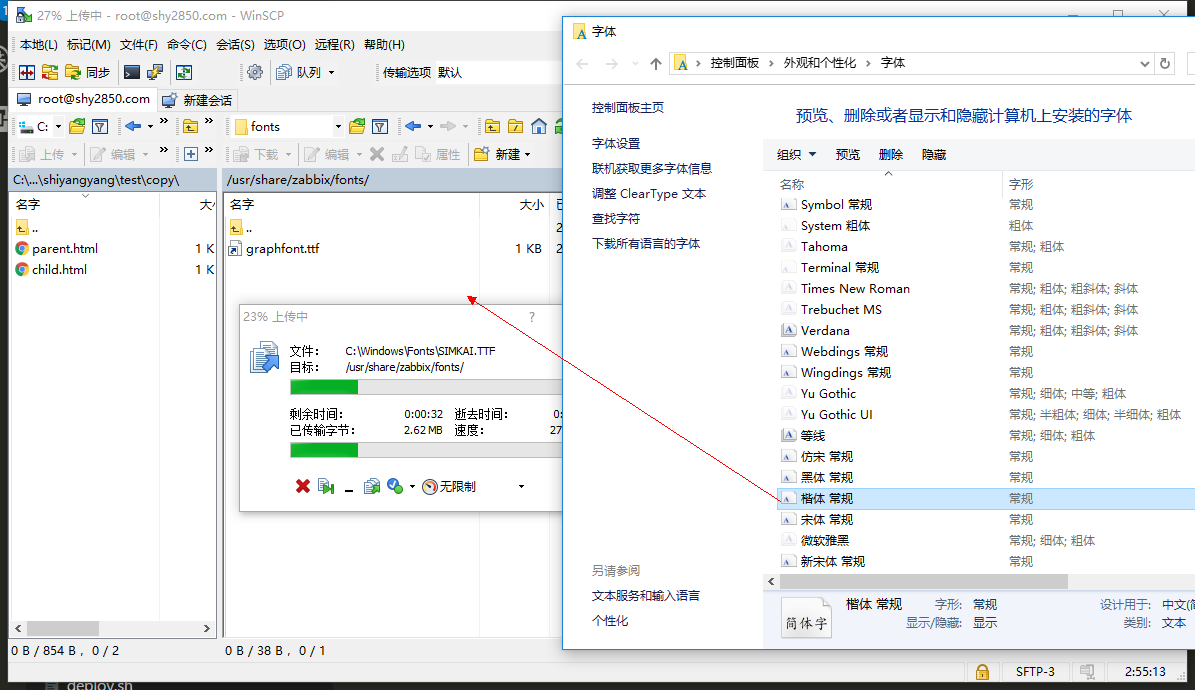 27% 上传中 - root@shy2850.com - WinSCP
本地(L) 标记(M) 文件(F) 命令(C) 会话(S) 选项(O) 远程(R) 帮助(H)
同步 队列 传输选项 默认
root@shy2850.com 新建会话
C: fonts
上传 编辑 下载 编辑 属性 新建
C:\...\shiyangyang\test\copy\ /usr/share/zabbix/fonts/
名字 大小 名字 大小
.. ..
parent.html 1 K graphfont.ttf 1 KB
child.html 1 K
23% 上传中 ?
文件: C:\Windows\Fonts\SIMKAI.TTF
目标: /usr/share/zabbix/fonts/
剩余时间: 0:00:32 逝去时间: 0:
已传输字节: 2.62 MB 速度: 27
无限制
0 B / 854 B , 0 / 2 0 B / 38 B , 0 / 1
SFTP-3 2:55:13
deploy.sh
字体
控制面板 外观和个性化 字体
控制面板主页
字体设置
联机获取更多字体信息
调整 ClearType 文本
查找字符
下载所有语言的字体
另请参阅
文本服务和输入语言
个性化
预览、删除或者显示和隐藏计算机上安装的字体
组织 预览 删除 隐藏
名称 字形
Symbol 常规 常规
System 粗体 粗体
Tahoma 常规; 粗体
Terminal 常规 常规
Times New Roman 常规; 粗体; 粗斜体; 斜体
Trebuchet MS 常规; 粗体; 粗斜体; 斜体
Verdana 常规; 粗体; 粗斜体; 斜体
Webdings 常规 常规
Wingdings 常规 常规
Yu Gothic 常规; 细体; 中等; 粗体
Yu Gothic UI 常规; 半粗体; 细体; 半细体; 粗体
等线 常规; 细体; 粗体
仿宋 常规 常规
黑体 常规 常规
楷体 常规 常规
宋体 常规 常规
微软雅黑 常规; 细体; 粗体
新宋体 常规 常规
简体字
楷体 常规 字形: 常规 设计用于: 中文(简
显示/隐藏: 显示 类别: 文本